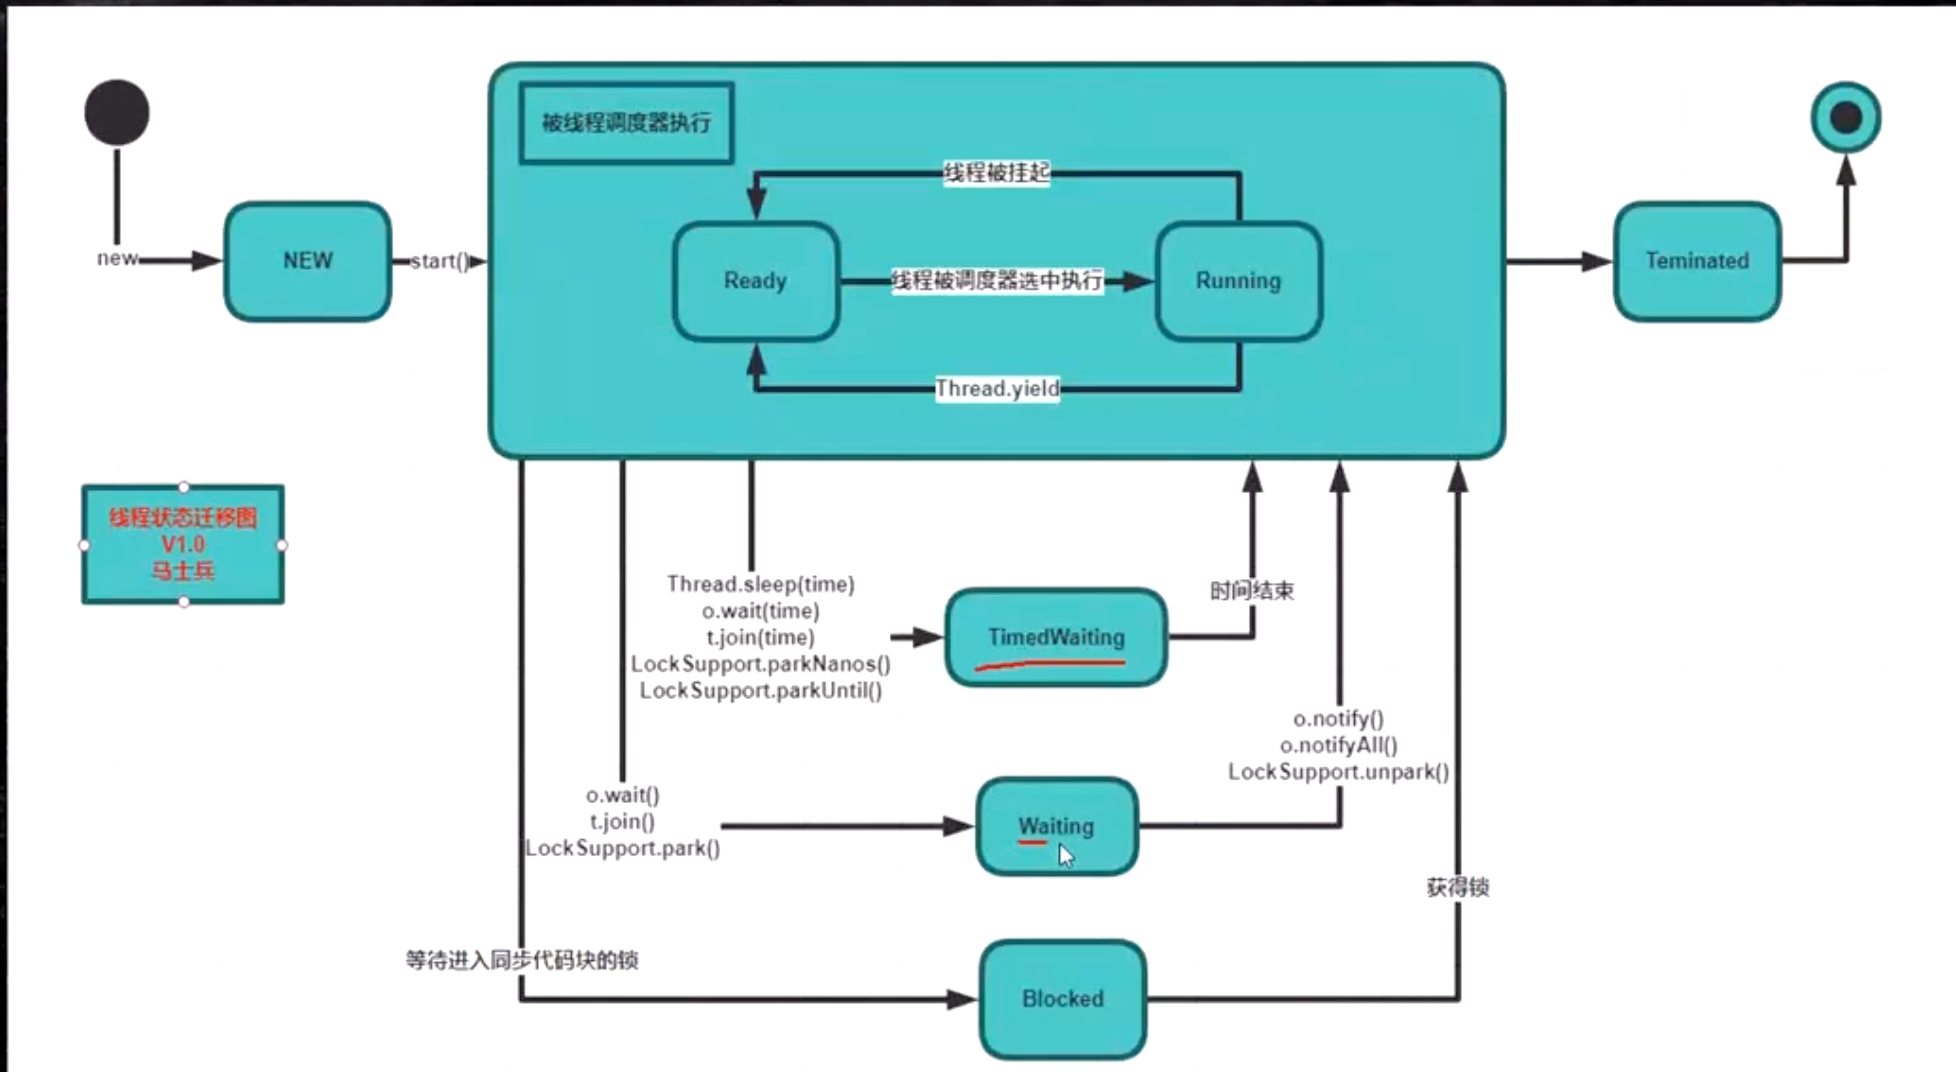 被线程调度器执行
线程被挂起
new
NEW
start()
Ready
线程被调度器选中执行
Running
Teminated
Thread.yield
线程状态迁移图
V1.0
马士兵
Thread.sleep(time)
o.wait(time)
t.join(time)
LockSupport.parkNanos()
LockSupport.parkUntil()
TimedWaiting
时间结束
o.notify()
o.notifyAll()
LockSupport.unpark()
o.wait()
t.join()
LockSupport.park()
Waiting
获得锁
等待进入同步代码块的锁
Blocked